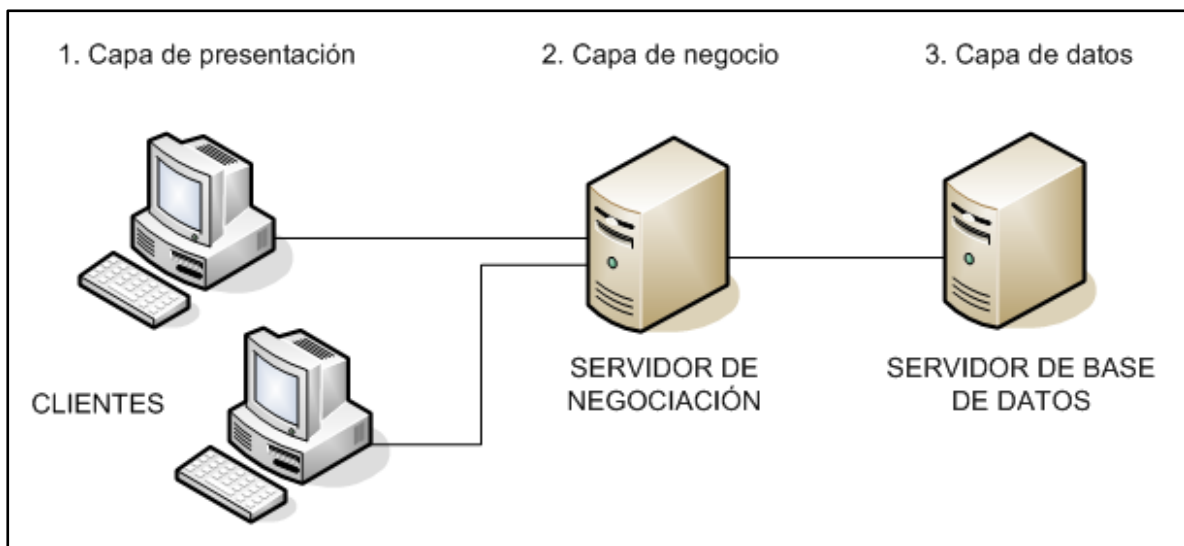 1. Capa de presentación
2. Capa de negocio
3. Capa de datos
CLIENTES
SERVIDOR DE
NEGOCIACIÓN
SERVIDOR DE BASE
DE DATOS